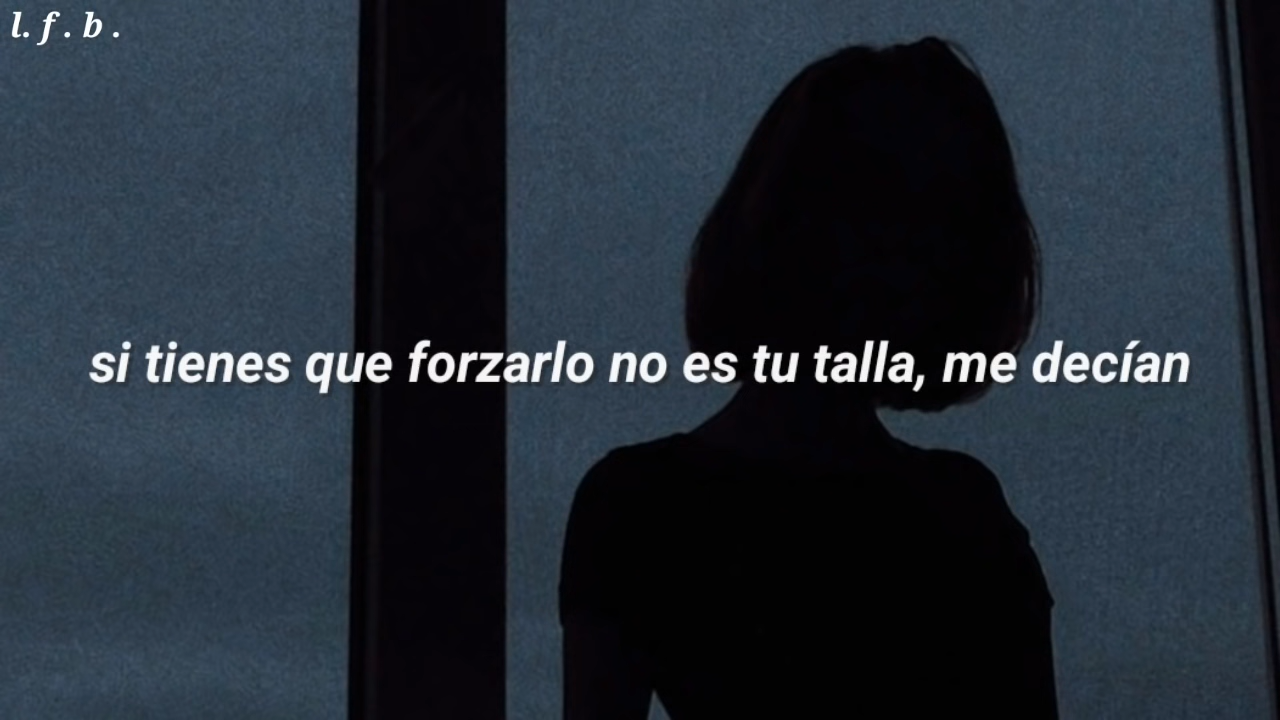 l. f . b .
si tienes que forzarlo no es tu talla, me decían